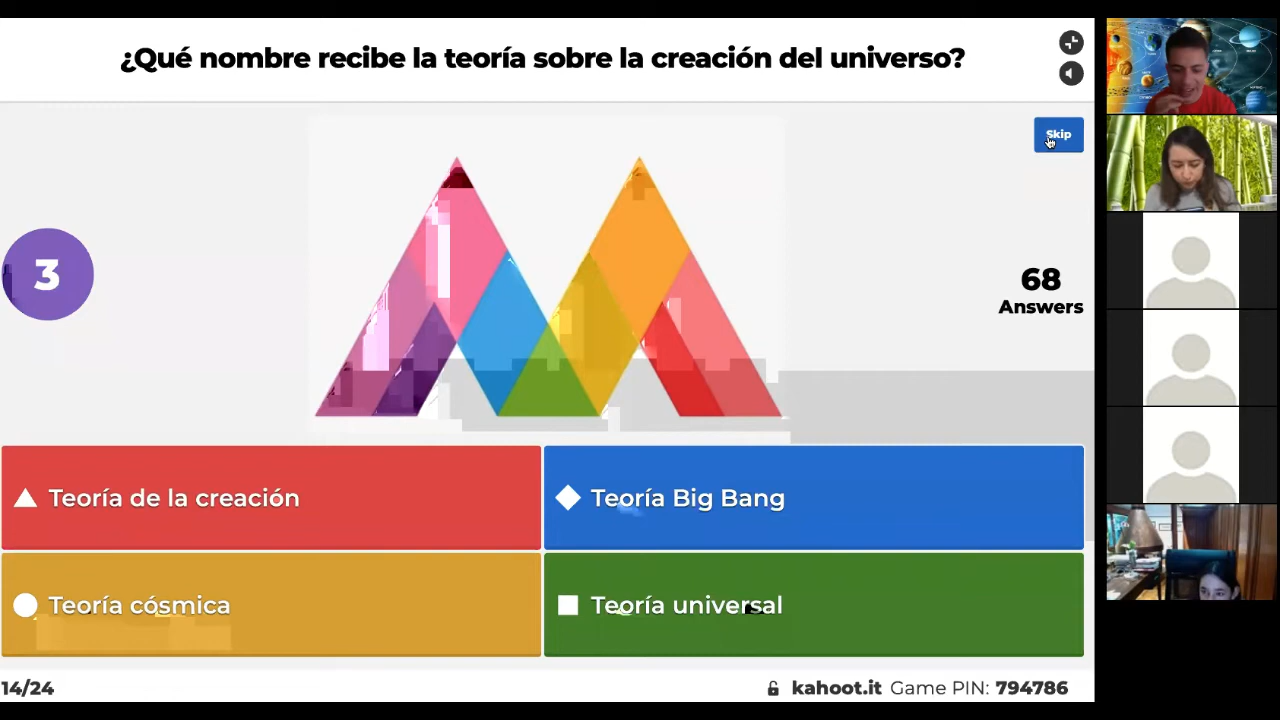 ¿Qué nombre recibe la teoría sobre la creación del universo?
Skip
3
68
Answers
Teoría de la creación
Teoría Big Bang
Teoría cósmica
Teoría universal
14/24
kahoot.it Game PIN: 794786